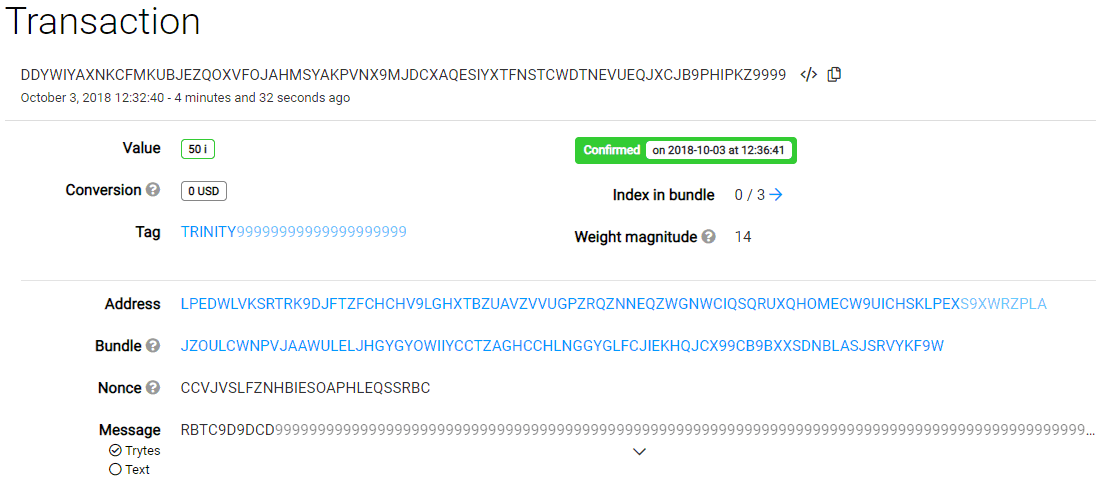 Transaction
DDYWIYAXNKCFMKUBJEZQOXVFOJAHMSYAKPVNX9MJDCXAQESIYXTFNSTCWDTNEVUEQJXCJB9PHIPKZ9999 </>
October 3, 2018 12:32:40 - 4 minutes and 32 seconds ago
Value 50 i
Confirmed on 2018-10-03 at 12:36:41
Conversion ? 0 USD
Index in bundle 0 / 3 →
Tag TRINITY99999999999999999999
Weight magnitude ? 14
Address LPEDWLVKSRTRK9DJFTZFCHCHV9LGHXTBZUAVZVVUGPZRQZNNEQZWGNWCIQSQRUXQHOMECW9UICHSKLPEXS9XWRZPLA
Bundle ? JZOULCWNPVJAAWULELJHGYGYOWIIYCCTZAGHCCHLNGGYGLFCJIEKHQJCX99CB9BXXSDNBLASJSRVYKF9W
Nonce ? CCVJVSLFZNHBIESOAPHLEQSSRBC
Message RBTC9D9DCD999999999999999999999999999999999999999999999999999999999999999999999999999999999999999999999999...
Trytes
Text